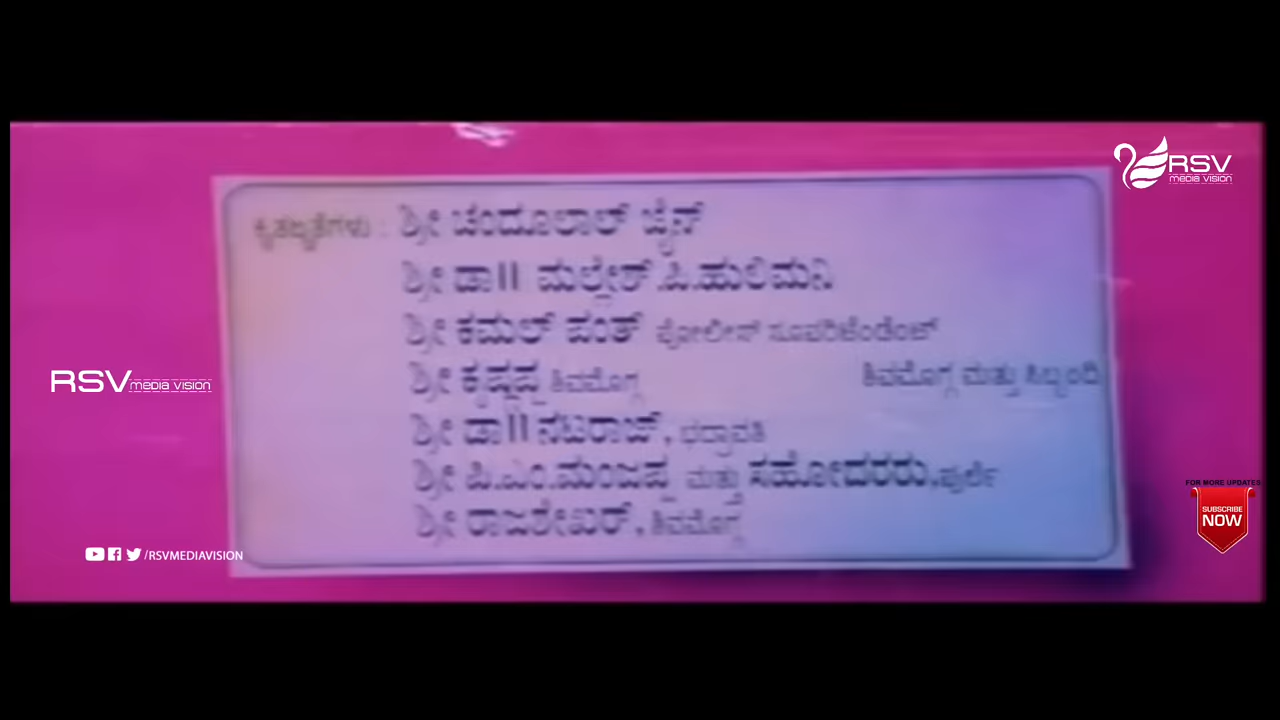 RSV
MEDIA VISION
ಕೃತಜ್ಞತೆಗಳು : ಶ್ರೀ ಚಂದೂಲಾಲ್ ಜೈನ್
ಶ್ರೀ ಡಾ|| ಮಲ್ಲೇಶ್ .ಪಿ.ಹುಲಿಮನಿ
ಶ್ರೀ ಕಮಲ್ ಪಂತ್ ಪೋಲೀಸ್ ಸೂಪರಿಟೆಂಡೆಂಟ್
ಶ್ರೀ ಕೃಷ್ಣಪ್ಪ ಶಿವಮೊಗ್ಗ ಶಿವಮೊಗ್ಗ ಮತ್ತು ಸಿಬ್ಬಂದಿ
RSV MEDIA VISION
ಶ್ರೀ ಡಾ|| ನಟರಾಜ್, ಭದ್ರಾವತಿ
ಶ್ರೀ ಪಿ.ಎಂ.ಮಂಜಪ್ಪ ಮತ್ತು ಸಹೋದರರು,ಪುರ್ಲೆ
ಶ್ರೀ ರಾಜಶೇಖರ್, ಶಿವಮೊಗ್ಗ
FOR MORE UPDATES
SUBSCRIBE
NOW
/RSVMEDIAVISION